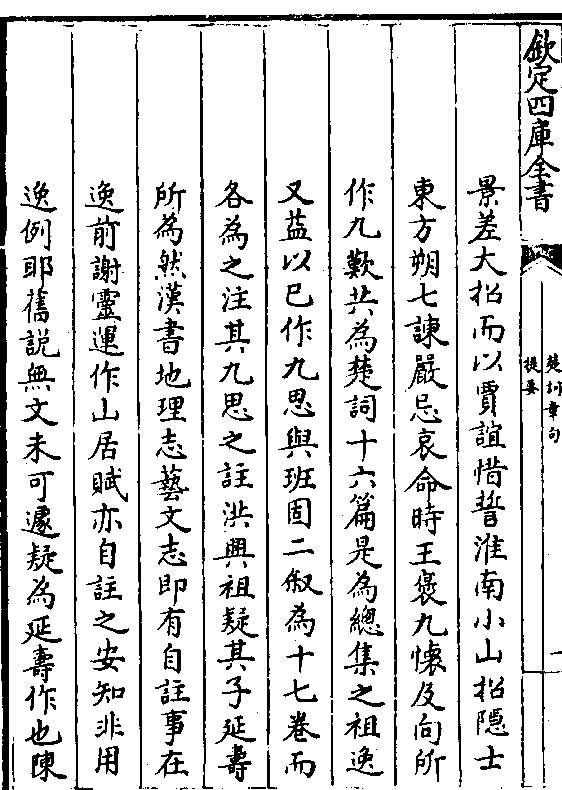 欽定四庫全書
楚詞章句
提要
一
景差大招而以賈誼惜誓淮南小山招隱士
東方朔七諫嚴忌哀命時王褒九懷及向所
作九歎共為楚詞十六篇是為總集之祖逸
又益以己作九思與班固二敘為十七卷而
各為之注其九思之註洪興祖疑其子延壽
所為然漢書地理志藝文志即有自註事在
逸前謝靈運作山居賦亦自註之安知非用
逸例耶舊說無文未可遽疑為延壽作也陳